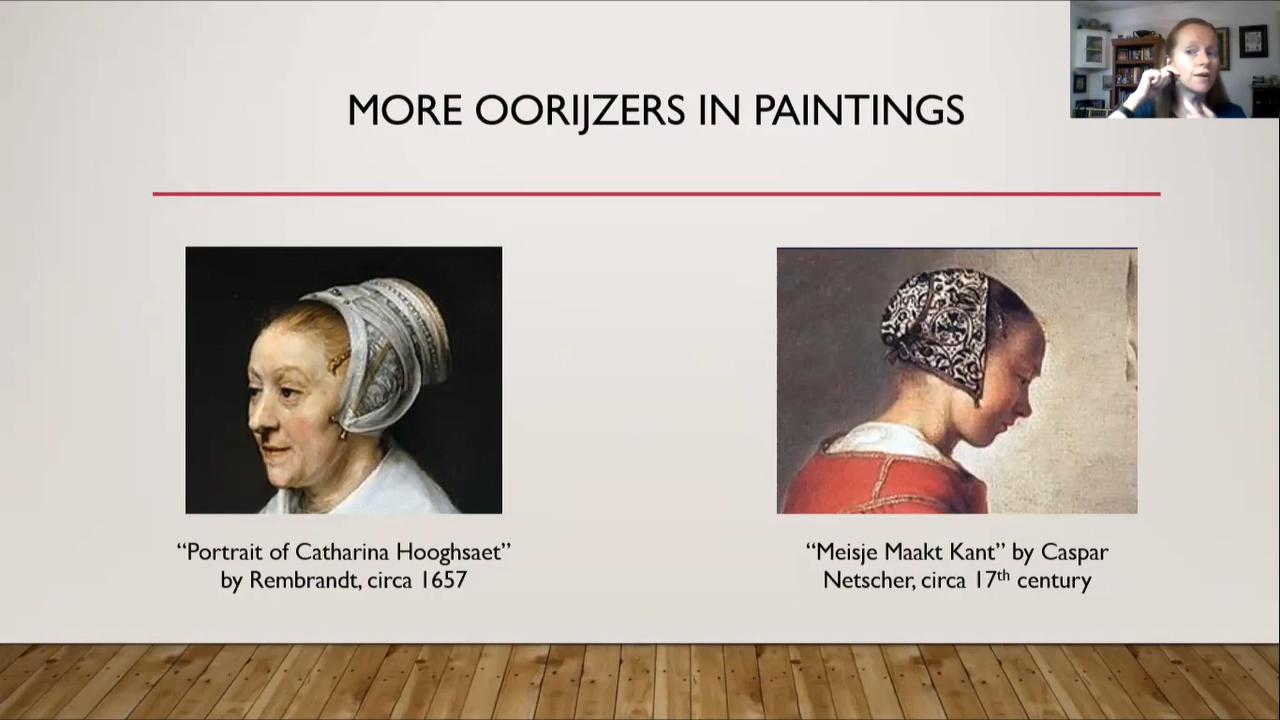 MORE OORIJZERS IN PAINTINGS
“Portrait of Catharina Hooghsaet”
by Rembrandt, circa 1657
“Meisje Maakt Kant” by Caspar
Netscher, circa 17th century